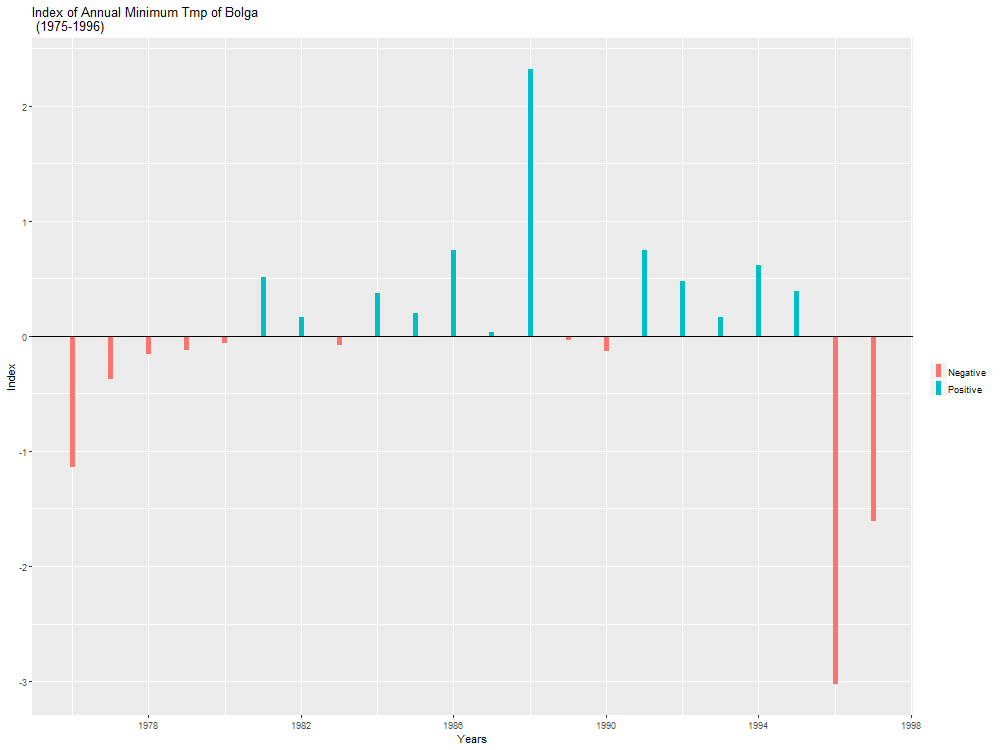 Index of Annual Minimum Tmp of Bolga
(1975-1996)
2
1
0
-1
-2
-3
Index
1978 1982 1986 1990 1994 1998
Years
Negative
Positive